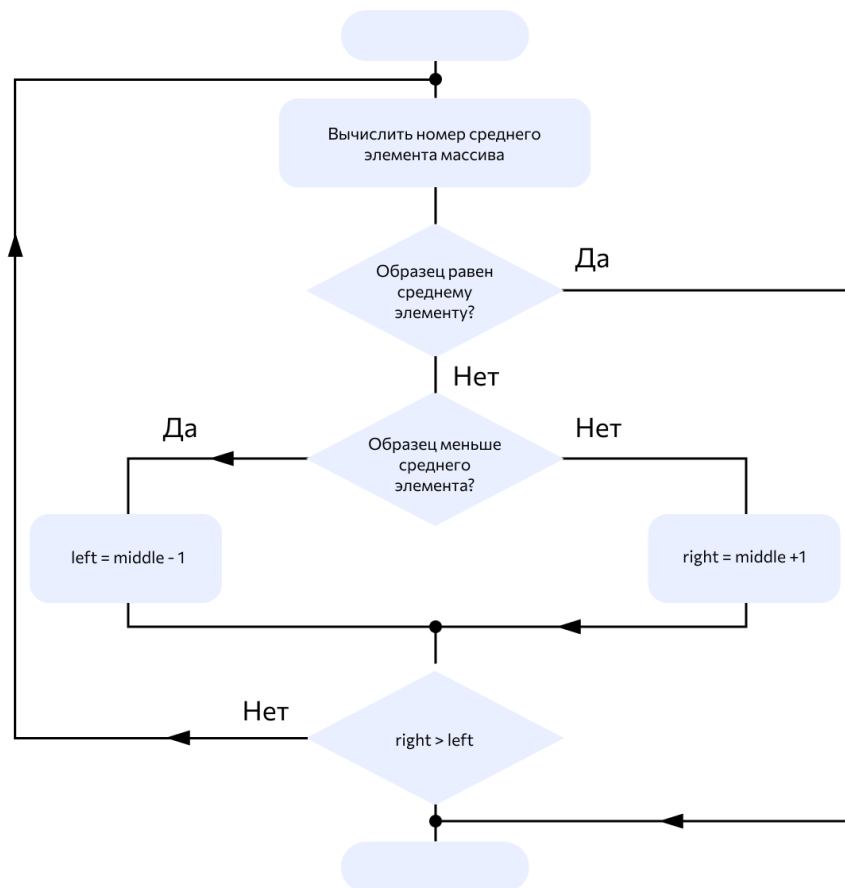 Вычислить номер среднего
элемента массива
Образец равен
среднему
элементу?
Да
Нет
Да
Образец меньше
среднего
элемента?
Нет
left = middle - 1
right = middle +1
Нет
right > left